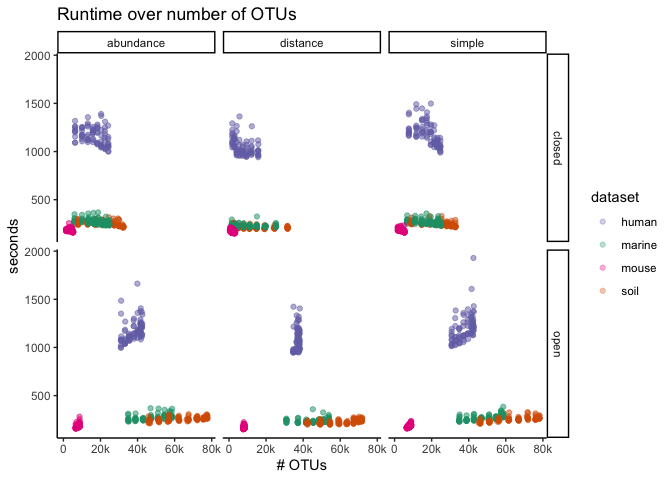 Runtime over number of OTUs
abundance distance simple
2000
1500
1000
500
closed
2000
1500
1000
500
open
seconds
0 20k 40k 60k 80k 0 20k 40k 60k 80k 0 20k 40k 60k 80k
# OTUs
dataset
human
marine
mouse
soil